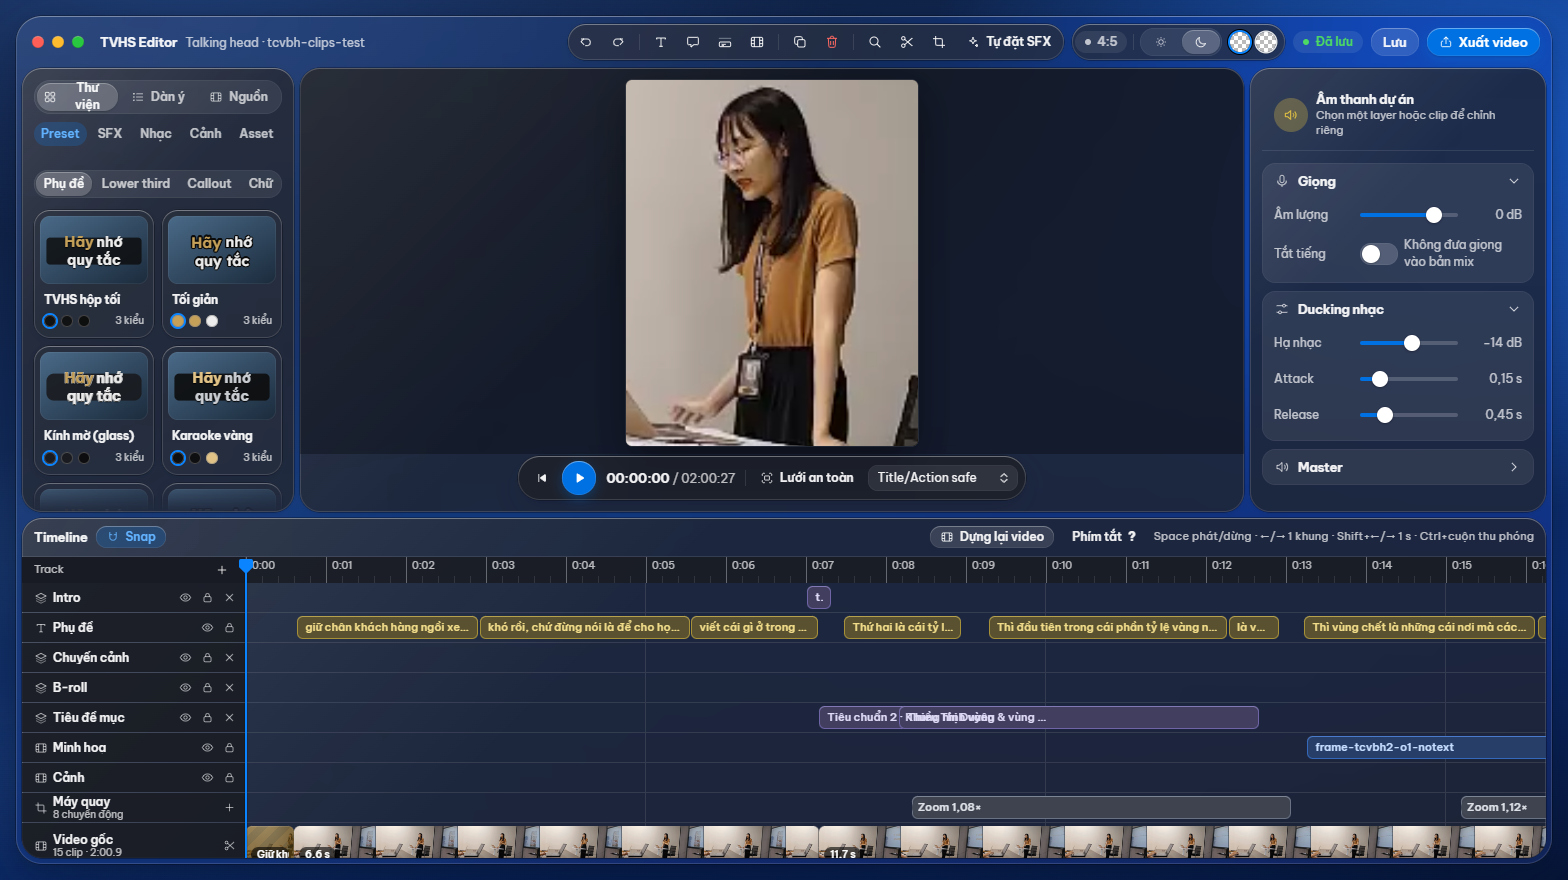 TVHS Editor Talking head · tcvbh-clips-test
Tự đặt SFX
4:5
Đã lưu
Lưu
Xuất video
Thư viện
Dàn ý
Nguồn
Preset SFX Nhạc Cảnh Asset
Phụ đề Lower third Callout Chữ
Hãy nhớ
quy tắc
TVHS hộp tối
3 kiểu
Hãy nhớ
quy tắc
Tối giản
3 kiểu
Hãy nhớ
quy tắc
Kính mờ (glass)
3 kiểu
Hãy nhớ
quy tắc
Karaoke vàng
3 kiểu
00:00:00 / 02:00:27
Lưới an toàn
Title/Action safe
Âm thanh dự án
Chọn một layer hoặc clip để chỉnh
riêng
Giọng
Âm lượng 0 dB
Tắt tiếng Không đưa giọng
vào bản mix
Ducking nhạc
Hạ nhạc -14 dB
Attack 0,15 s
Release 0,45 s
Master
Timeline Snap
Dựng lại video
Phím tắt ?
Space phát/dừng · ←/→ 1 khung · Shift+←/→ 1 s · Ctrl+cuộn thu phóng
Track
0:00 0:01 0:02 0:03 0:04 0:05 0:06 0:07 0:08 0:09 0:10 0:11 0:12 0:13 0:14 0:15
Intro
t.
Phụ đề
giữ chân khách hàng ngồi xe...
khó rồi, chứ đừng nói là để cho họ...
viết cái gì ở trong ...
Thứ hai là cái tỷ l...
Thì đầu tiên trong cái phần tỷ lệ vàng n...
là v...
Thì vùng chết là những cái nơi mà các...
Chuyển cảnh
B-roll
Tiêu đề mục
Tiêu chuẩn 2 · & vùng ...
Minh hoa
frame-tcvbh2-o1-notext
Cảnh
Máy quay
8 chuyển động
Zoom 1,08×
Zoom 1,12×
Video gốc
15 clip · 2:00.9
Giữ kh
6.6 s
11.7 s